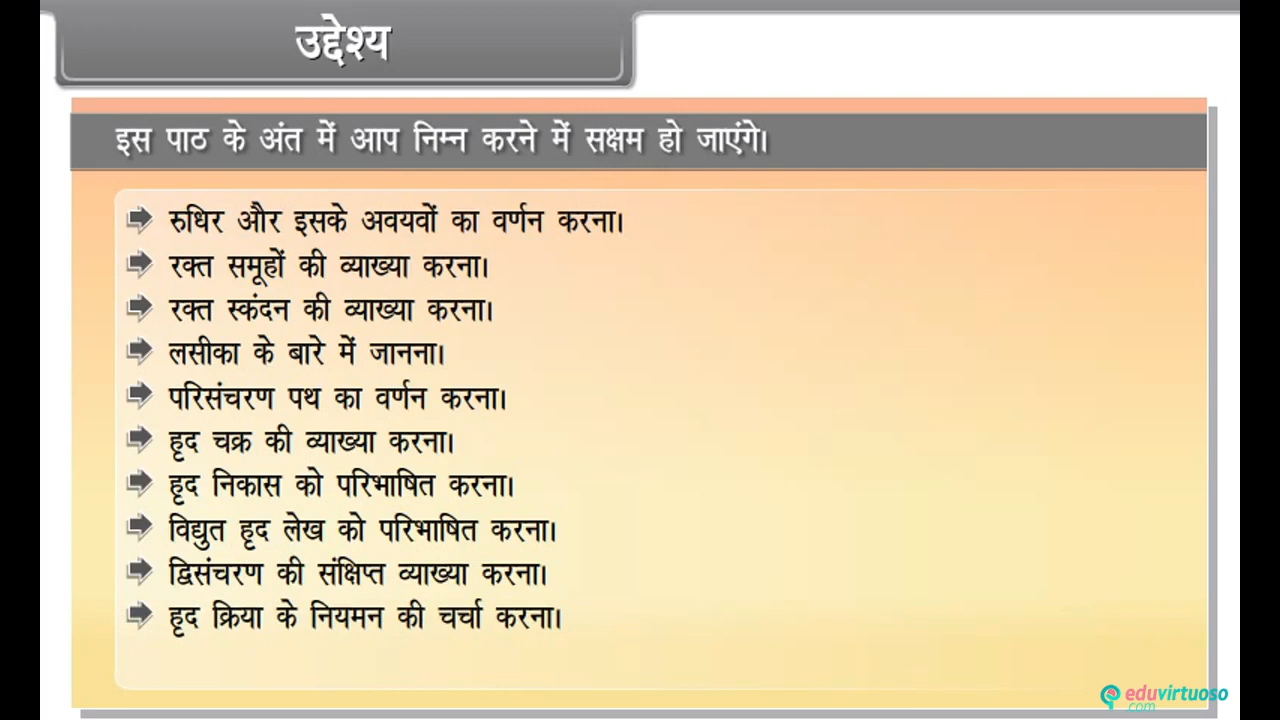 उद्देश्य
इस पाठ के अंत में आप निम्न करने में सक्षम हो जाएंगे।
रुधिर और इसके अवयवों का वर्णन करना।
रक्त समूहों की व्याख्या करना।
रक्त स्कंदन की व्याख्या करना।
लसीका के बारे में जानना।
परिसंचरण पथ का वर्णन करना।
हृद चक्र की व्याख्या करना।
हृद निकास को परिभाषित करना।
विद्युत हृद लेख को परिभाषित करना।
द्विसंचरण की संक्षिप्त व्याख्या करना।
हृद क्रिया के नियमन की चर्चा करना।
eduvirtuoso
.com